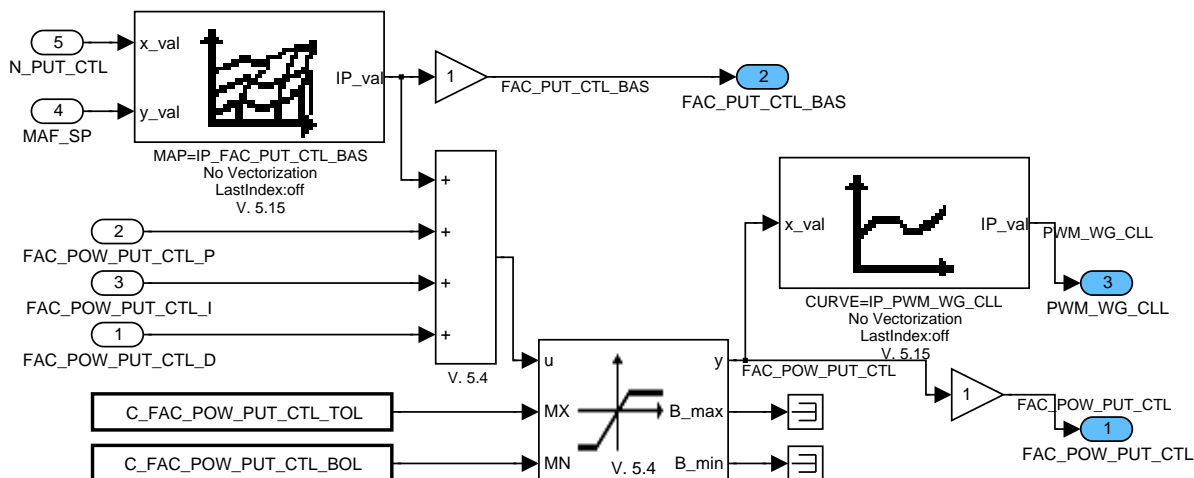 5
N_PUT_CTL
4
MAF_SP
x_val
y_val
IP_val
MAP=IP_FAC_PUT_CTL_BAS
No Vectorization
LastIndex:off
V. 5.15
1
FAC_PUT_CTL_BAS
2
FAC_PUT_CTL_BAS
2
FAC_POW_PUT_CTL_P
3
FAC_POW_PUT_CTL_I
1
FAC_POW_PUT_CTL_D
+
+
+
+
V. 5.4
x_val
IP_val
CURVE=IP_PWM_WG_CLL
No Vectorization
LastIndex:off
V. 5.15
PWM_WG_CLL
3
PWM_WG_CLL
C_FAC_POW_PUT_CTL_TOL
C_FAC_POW_PUT_CTL_BOL
u
MX
MN
y
B_max
B_min
V. 5.4
FAC_POW_PUT_CTL
1
FAC_POW_PUT_CTL
1
FAC_POW_PUT_CTL